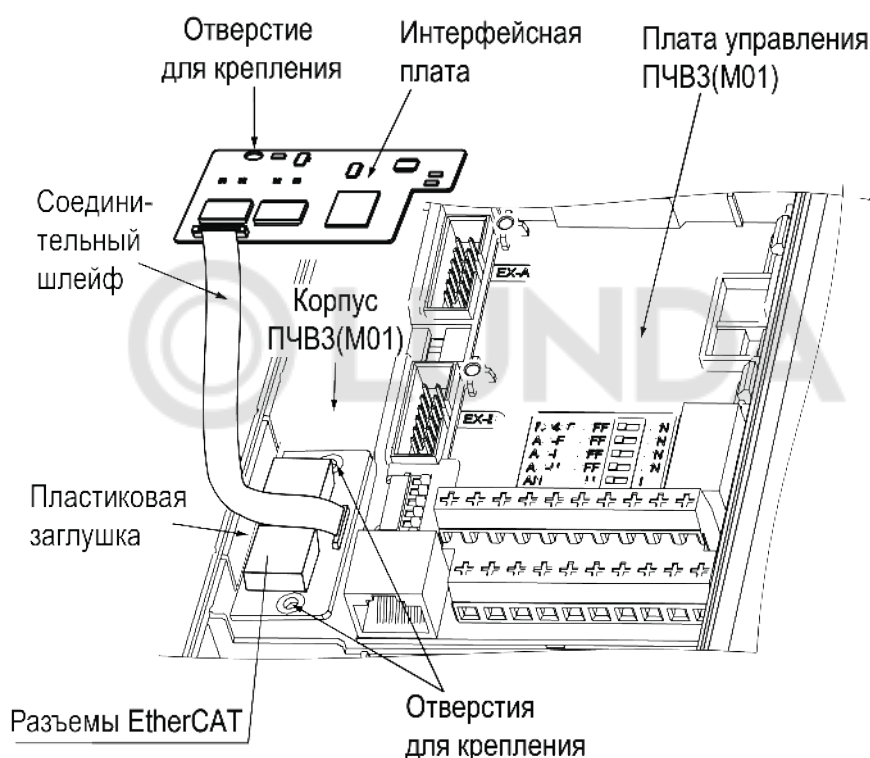 Отверстие
для крепления
Интерфейсная
плата
Плата управления
ПЧВ3(М01)
Соедини-
тельный
шлейф
Корпус
ПЧВ3(М01)
LUNDA
EX-A
Пластиковая
заглушка
Разъемы EtherCAT
Отверстия
для крепления